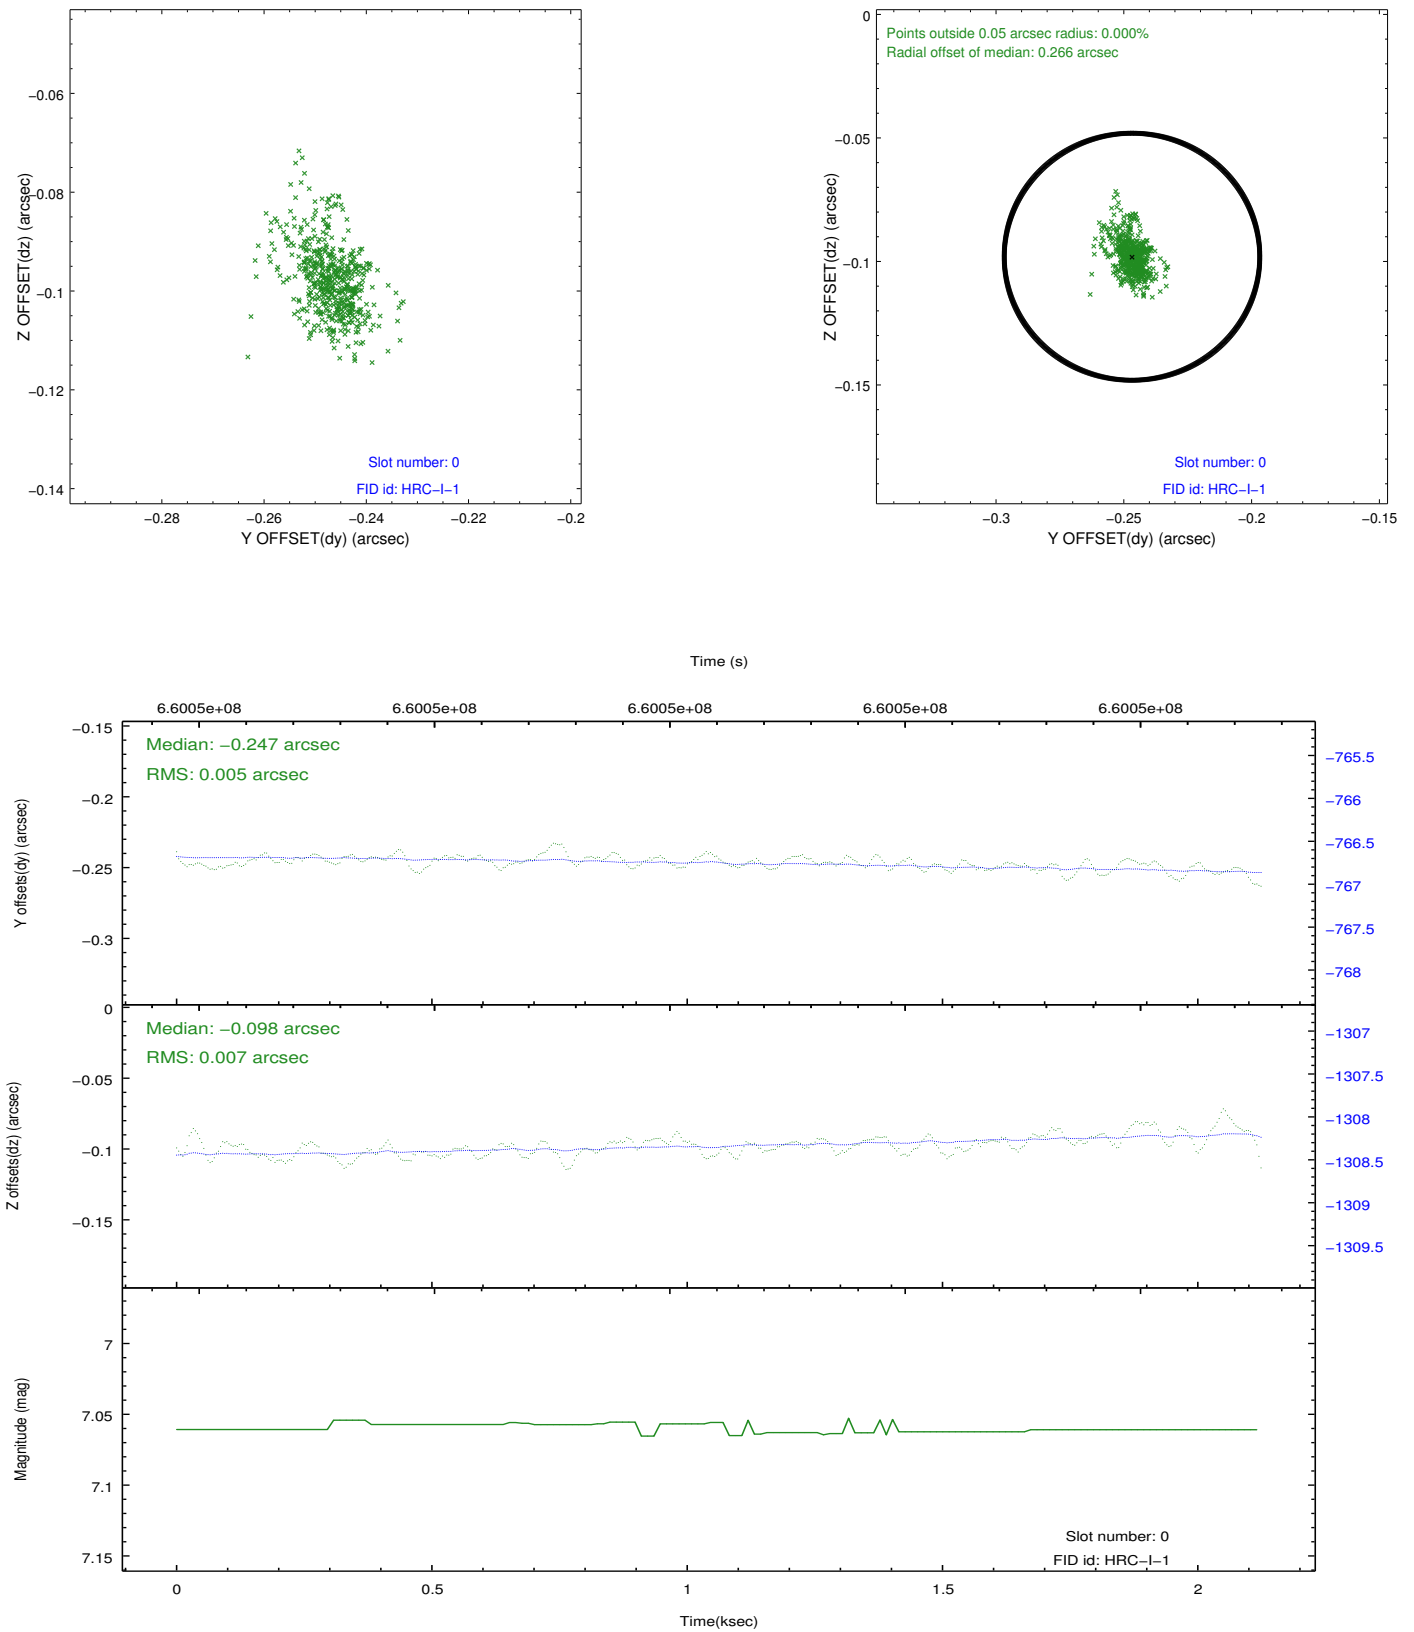 −0.06
−0.08
−0.1
−0.12
−0.14
Z OFFSET(dz) (arcsec)
Slot number: 0
FID id: HRC−I−1
−0.28
−0.26
−0.24
−0.22
−0.2
Y OFFSET(dy) (arcsec)
0
−0.05
−0.1
−0.15
Z OFFSET(dz) (arcsec)
Points outside 0.05 arcsec radius: 0.000%
Radial offset of median: 0.266 arcsec
Slot number: 0
FID id: HRC−I−1
−0.3
−0.25
−0.2
−0.15
Y OFFSET(dy) (arcsec)
Time (s)
6.6005e+08
6.6005e+08
6.6005e+08
6.6005e+08
6.6005e+08
−0.15
−0.2
−0.25
−0.3
Y offsets(dy) (arcsec)
Median: −0.247 arcsec
RMS: 0.005 arcsec
−765.5
−766
−766.5
−767
−767.5
−768
0
−0.05
−0.1
−0.15
Z offsets(dz) (arcsec)
Median: −0.098 arcsec
RMS: 0.007 arcsec
−1307
−1307.5
−1308
−1308.5
−1309
−1309.5
7
7.05
7.1
7.15
Magnitude (mag)
Slot number: 0
FID id: HRC−I−1
0
0.5
1
1.5
2
Time(ksec)